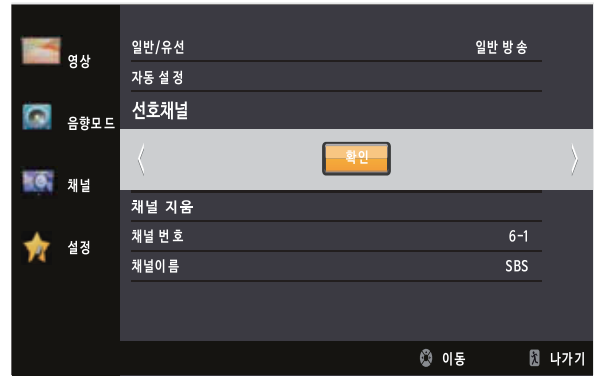 영상
음향모드
채널
설정
일반/유선 일반 방송
자동 설정
선호채널
확인
채널 지움
채널 번호 6-1
채널이름 SBS
이동 나가기